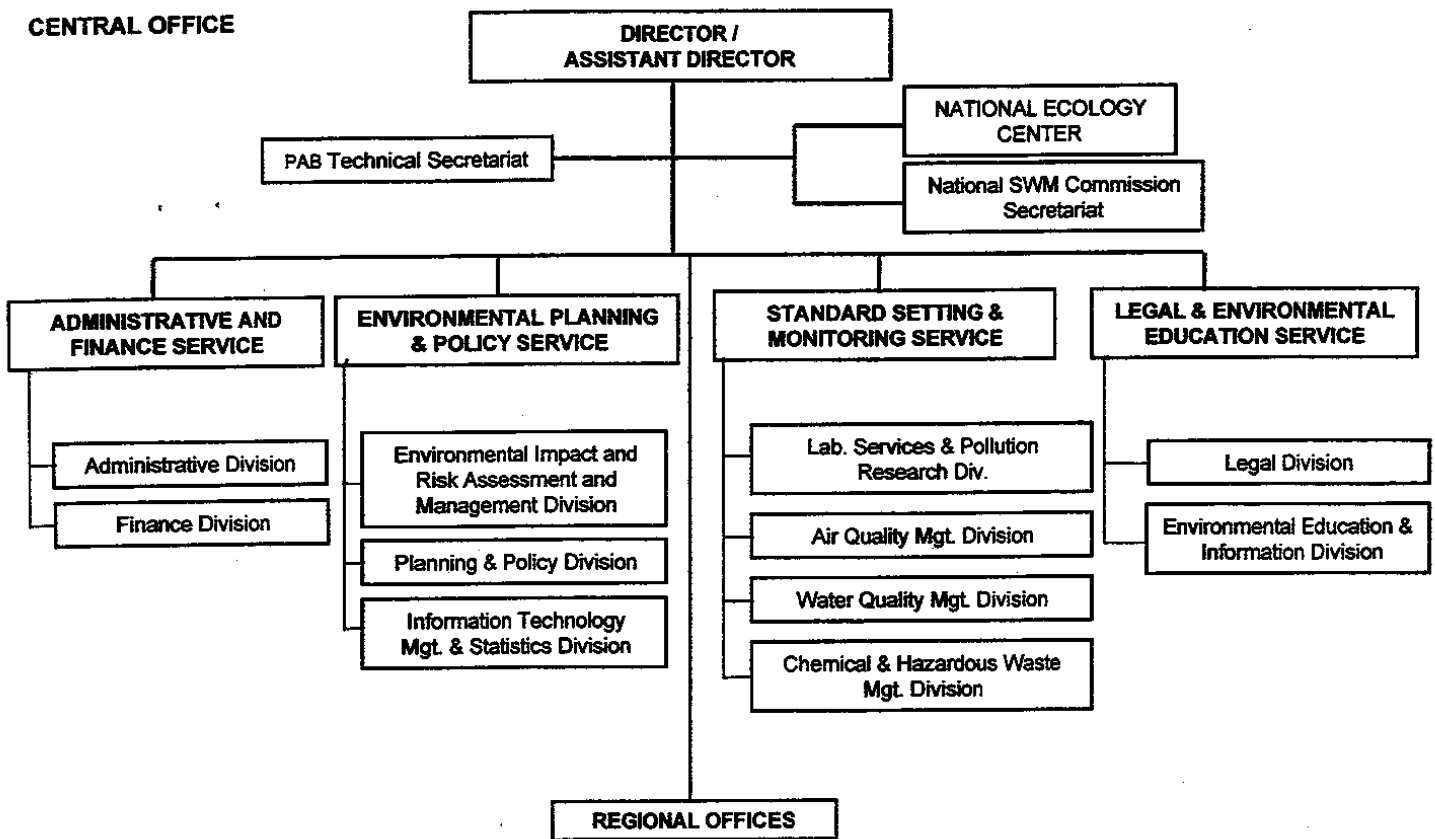 CENTRAL OFFICE
DIRECTOR /
ASSISTANT DIRECTOR
NATIONAL ECOLOGY
CENTER
PAB Technical Secretariat
National SWM Commission
Secretariat
ADMINISTRATIVE AND
FINANCE SERVICE
ENVIRONMENTAL PLANNING
& POLICY SERVICE
STANDARD SETTING &
MONITORING SERVICE
LEGAL & ENVIRONMENTAL
EDUCATION SERVICE
Administrative Division
Finance Division
Environmental Impact and
Risk Assessment and
Management Division
Planning & Policy Division
Information Technology
Mgt. & Statistics Division
Lab. Services & Pollution
Research Div.
Air Quality Mgt. Division
Water Quality Mgt. Division
Chemical & Hazardous Waste
Mgt. Division
Legal Division
Environmental Education &
Information Division
REGIONAL OFFICES